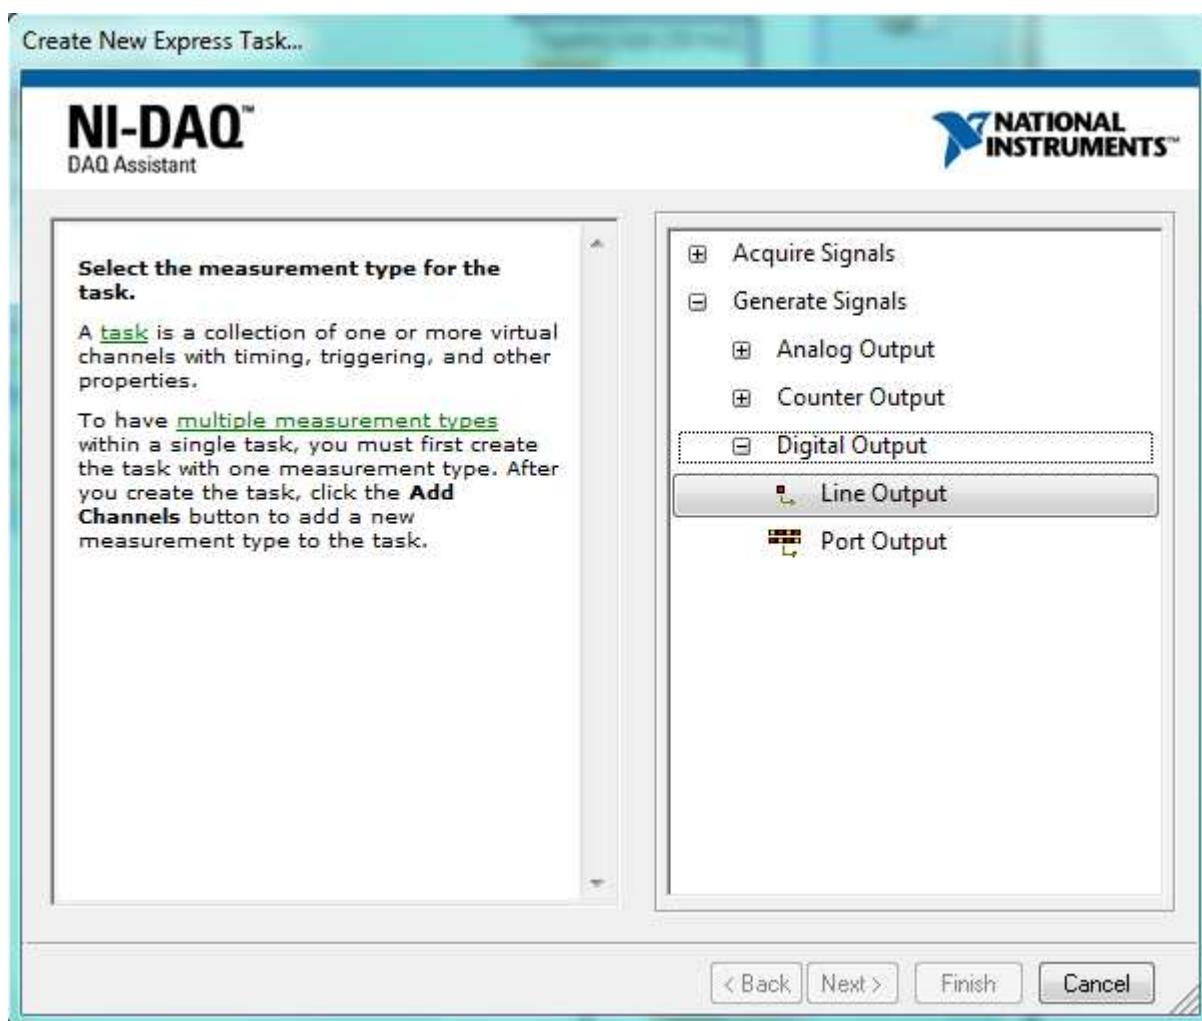 Create New Express Task...
NI-DAQ™
DAQ Assistant
NATIONAL
INSTRUMENTS™
Select the measurement type for the
task.
A task is a collection of one or more virtual
channels with timing, triggering, and other
properties.
To have multiple measurement types
within a single task, you must first create
the task with one measurement type. After
you create the task, click the Add
Channels button to add a new
measurement type to the task.
Acquire Signals
Generate Signals
Analog Output
Counter Output
Digital Output
Line Output
Port Output
< Back
Next >
Finish
Cancel